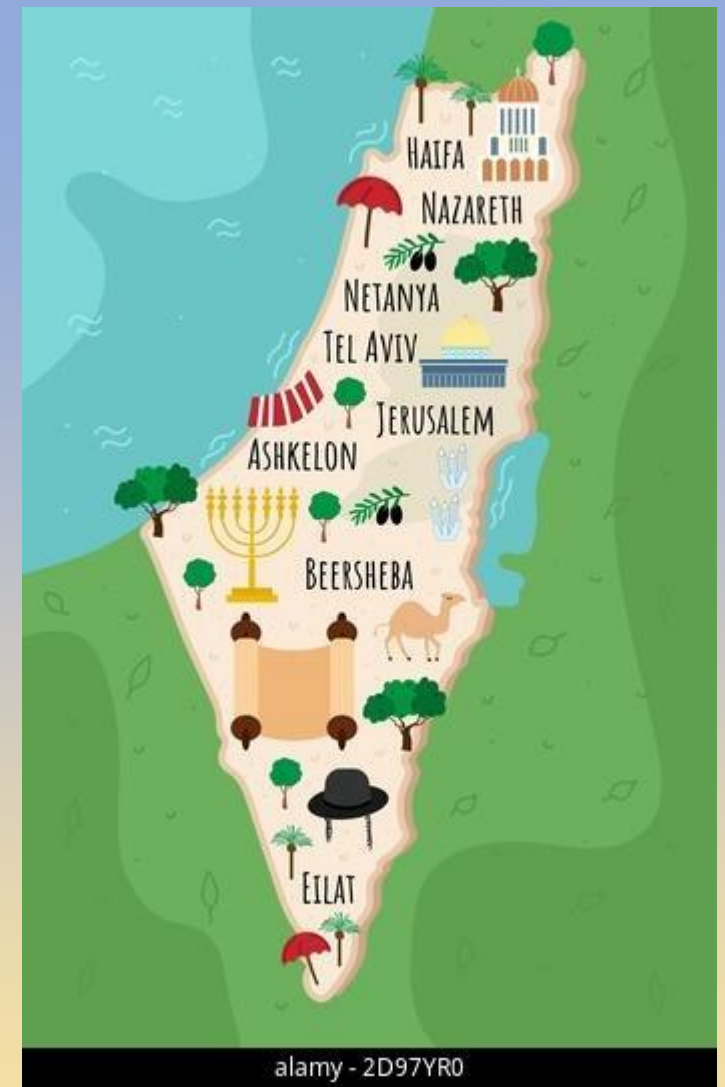 HAIFA
NAZARETH
NETANYA
TEL AVIV
JERUSALEM
ASHKELON
BEERSHEBA
EILAT
alamy - 2D97YR0